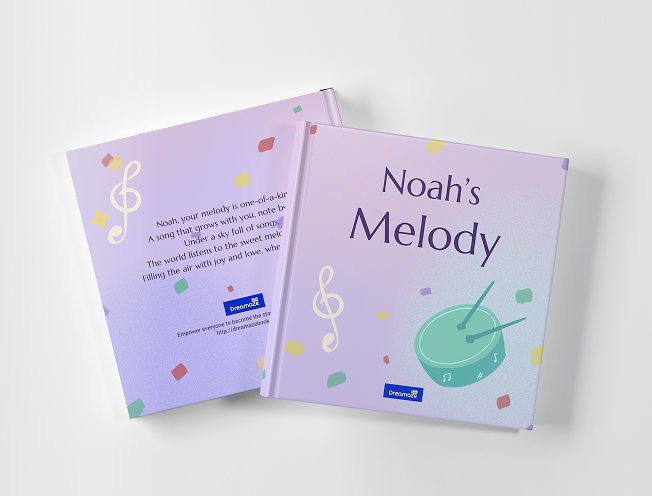 Noah, your melody is one-of-a-kin
A song that grows with you, note b
Under a sky full of songs
The world listens to the sweet melo
Filling the air with joy and love, whe
Dreamaze
Empower everyone to become the sta
http://dreamazebook
Noah's
Melody
Dreamaze